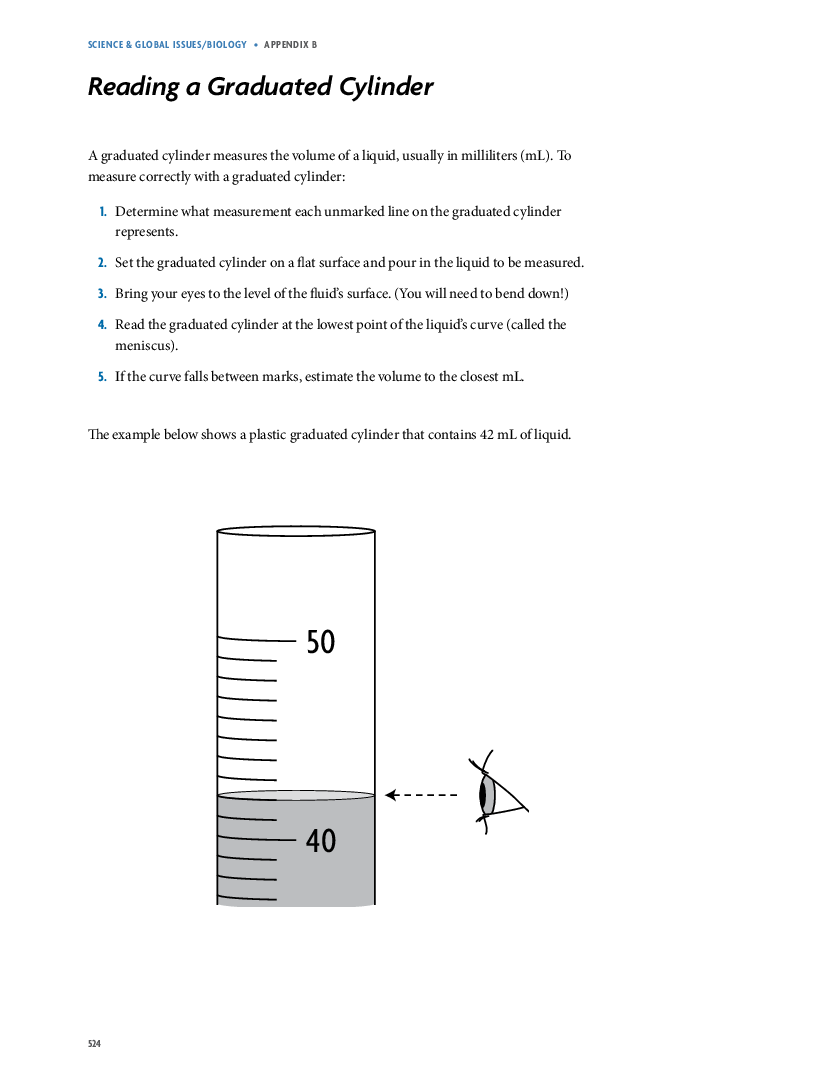 SCIENCE & GLOBAL ISSUES/BIOLOGY • APPENDIX B
Reading a Graduated Cylinder
A graduated cylinder measures the volume of a liquid, usually in milliliters (mL). To
measure correctly with a graduated cylinder:
1. Determine what measurement each unmarked line on the graduated cylinder
represents.
2. Set the graduated cylinder on a flat surface and pour in the liquid to be measured.
3. Bring your eyes to the level of the fluid’s surface. (You will need to bend down!)
4. Read the graduated cylinder at the lowest point of the liquid’s curve (called the
meniscus).
5. If the curve falls between marks, estimate the volume to the closest mL.
The example below shows a plastic graduated cylinder that contains 42 mL of liquid.
50
40
524